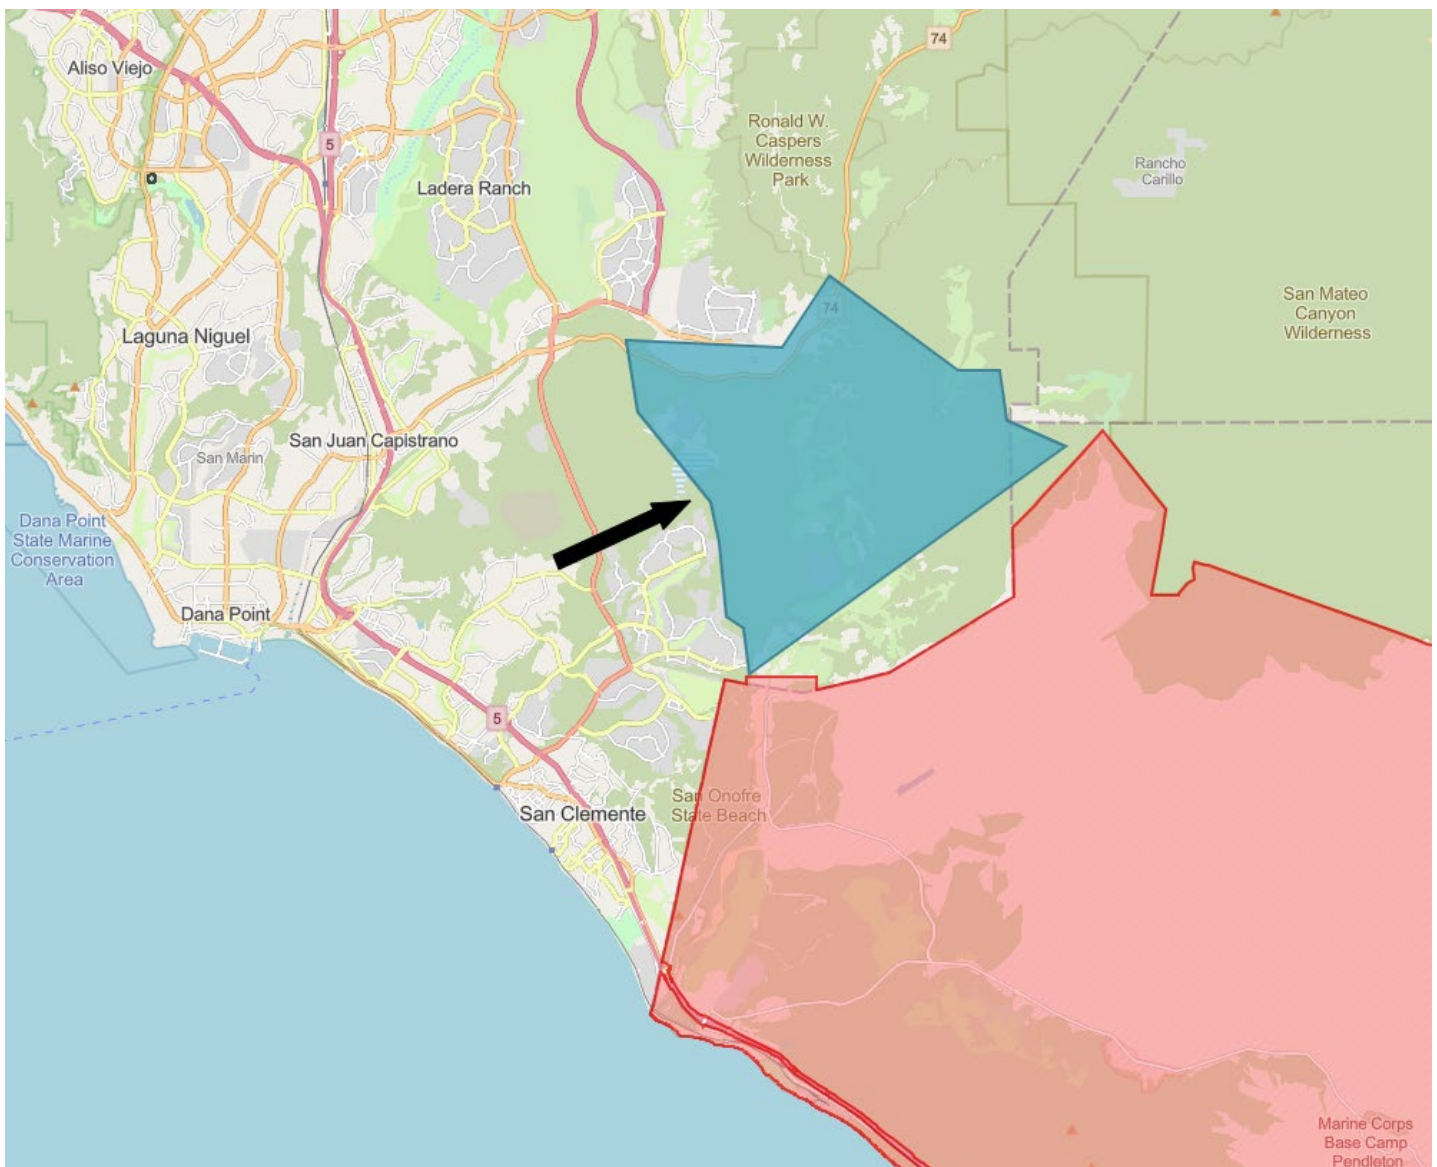 74
Aliso Viejo
Ronald W.
Caspers
Wilderness
Park
5
Rancho
Carillo
Ladera Ranch
San Mateo
Canyon
Wilderness
74
Laguna Niguel
San Juan Capistrano
San Marin
Dana Point
State Marine
Conservation
Area
Dana Point
5
San Onofre
State Beach
San Clemente
Marine Corps
Base Camp
Pendleton